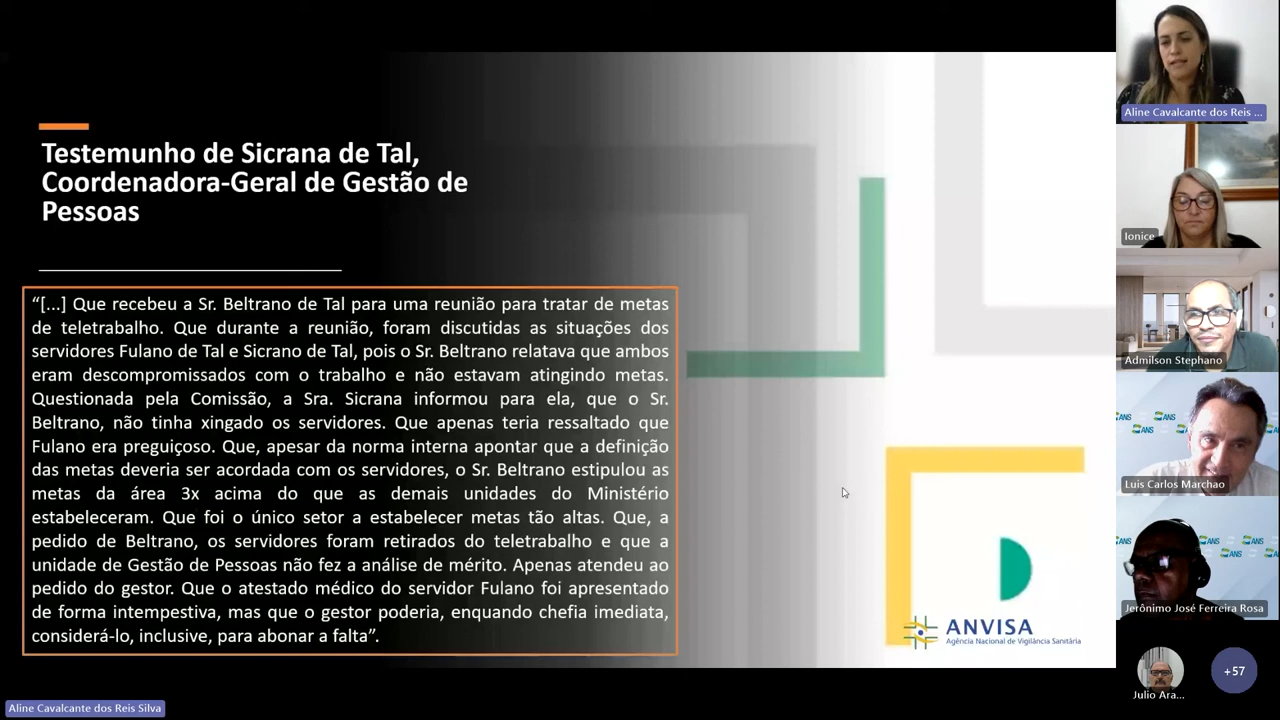 Testemunho de Sicrana de Tal,
Coordenadora-Geral de Gestão de
Pessoas
“[...] Que recebeu a Sr. Beltrano de Tal para uma reunião para tratar de metas
de teletrabalho. Que durante a reunião, foram discutidas as situações dos
servidores Fulano de Tal e Sicrano de Tal, pois o Sr. Beltrano relatava que ambos
eram descompromissados com o trabalho e não estavam atingindo metas.
Questionada pela Comissão, a Sra. Sicrana informou para ela, que o Sr.
Beltrano, não tinha xingado os servidores. Que apenas teria ressaltado que
Fulano era preguiçoso. Que, apesar da norma interna apontar que a definição
das metas deveria ser acordada com os servidores, o Sr. Beltrano estipulou as
metas da área 3x acima do que as demais unidades do Ministério
estabeleceram. Que foi o único setor a estabelecer metas tão altas. Que, a
pedido de Beltrano, os servidores foram retirados do teletrabalho e que a
unidade de Gestão de Pessoas não fez a análise de mérito. Apenas atendeu ao
pedido do gestor. Que o atestado médico do servidor Fulano foi apresentado
de forma intempestiva, mas que o gestor poderia, enquando chefia imediata,
considerá-lo, inclusive, para abonar a falta”.
ANVISA
Agência Nacional de Vigilância Sanitária
Aline Cavalcante dos Reis Silva
Aline Cavalcante dos Reis ...
Ionice
Admilson Stephano
ANS
ANS
Luis Carlos Marchao
ANS
ANS
Jerônimo José Ferreira Rosa
Julio Ara...
+57